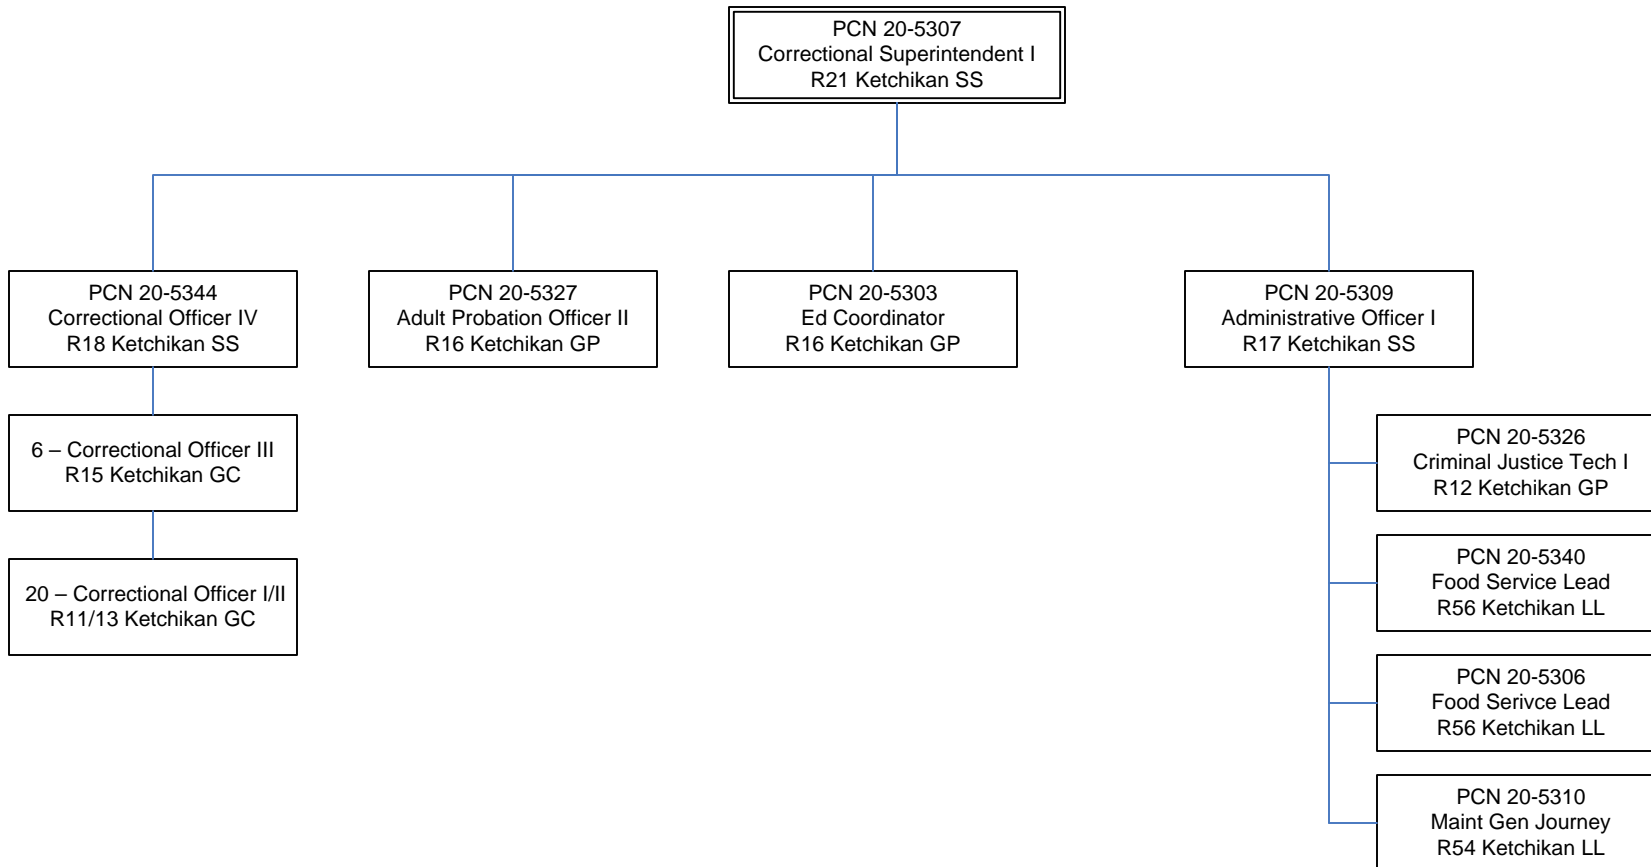 PCN 20-5307
Correctional Superintendent I
R21 Ketchikan SS
PCN 20-5344
Correctional Officer IV
R18 Ketchikan SS
PCN 20-5327
Adult Probation Officer II
R16 Ketchikan GP
PCN 20-5303
Ed Coordinator
R16 Ketchikan GP
PCN 20-5309
Administrative Officer I
R17 Ketchikan SS
6 – Correctional Officer III
R15 Ketchikan GC
20 – Correctional Officer I/II
R11/13 Ketchikan GC
PCN 20-5326
Criminal Justice Tech I
R12 Ketchikan GP
PCN 20-5340
Food Service Lead
R56 Ketchikan LL
PCN 20-5306
Food Serivce Lead
R56 Ketchikan LL
PCN 20-5310
Maint Gen Journey
R54 Ketchikan LL